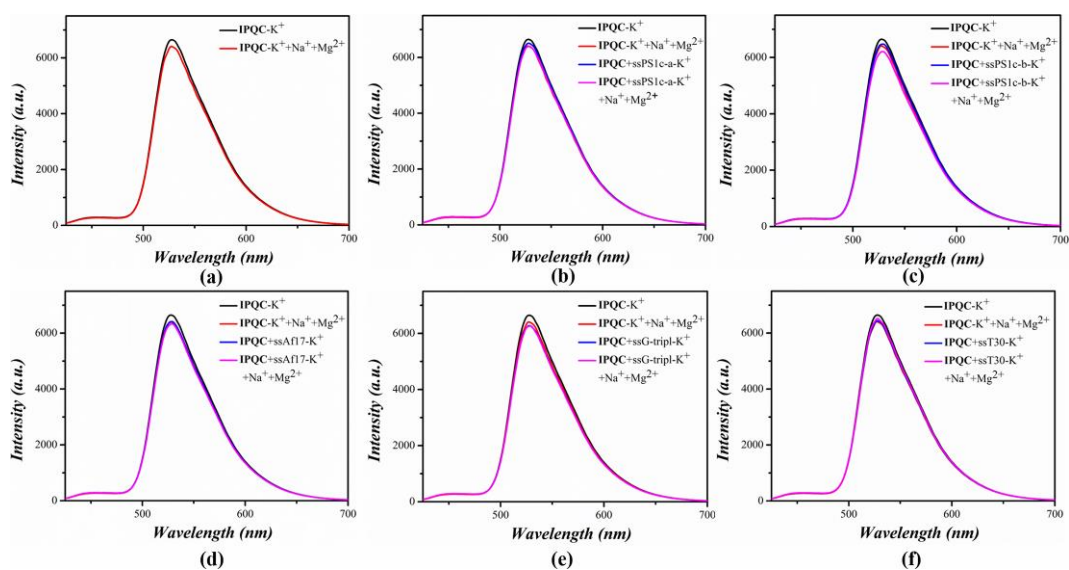 IPQC-K⁺
IPQC-K⁺+Na⁺+Mg²⁺
6000
4000
2000
0
Intensity (a.u.)
500
600
700
Wavelength (nm)
(a)
IPQC-K⁺
IPQC-K⁺+Na⁺+Mg²⁺
IPQC+ssPS1c-a-K⁺
IPQC+ssPS1c-a-K⁺
+Na⁺+Mg²⁺
6000
4000
2000
0
Intensity (a.u.)
500
600
700
Wavelength (nm)
(b)
IPQC-K⁺
IPQC-K⁺+Na⁺+Mg²⁺
IPQC+ssPS1c-b-K⁺
IPQC+ssPS1c-b-K⁺
+Na⁺+Mg²⁺
6000
4000
2000
0
Intensity (a.u.)
500
600
700
Wavelength (nm)
(c)
IPQC-K⁺
IPQC-K⁺+Na⁺+Mg²⁺
IPQC+ssAf17-K⁺
IPQC+ssAf17-K⁺
+Na⁺+Mg²⁺
6000
4000
2000
0
Intensity (a.u.)
500
600
700
Wavelength (nm)
(d)
IPQC-K⁺
IPQC-K⁺+Na⁺+Mg²⁺
IPQC+ssG-tripl-K⁺
IPQC+ssG-tripl-K⁺
+Na⁺+Mg²⁺
6000
4000
2000
0
Intensity (a.u.)
500
600
700
Wavelength (nm)
(e)
IPQC-K⁺
IPQC-K⁺+Na⁺+Mg²⁺
IPQC+ssT30-K⁺
IPQC+ssT30-K⁺
+Na⁺+Mg²⁺
6000
4000
2000
0
Intensity (a.u.)
500
600
700
Wavelength (nm)
(f)